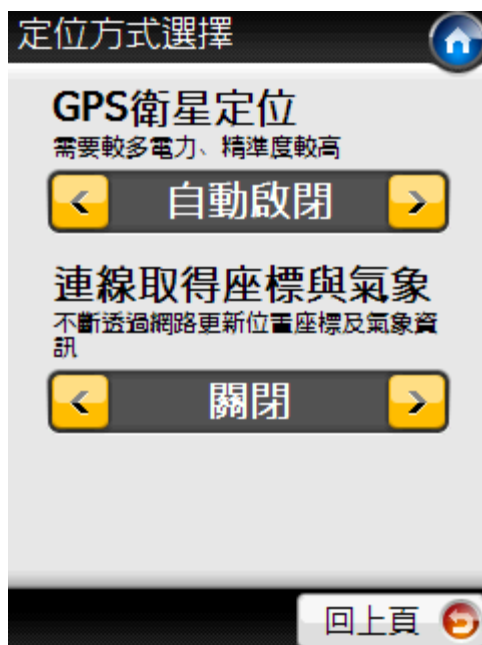 定位方式選擇
GPS衛星定位
需要較多電力、精準度較高
自動啟閉
連線取得座標與氣象
不斷透過網路更新位置座標及氣象資
訊
關閉
回上頁